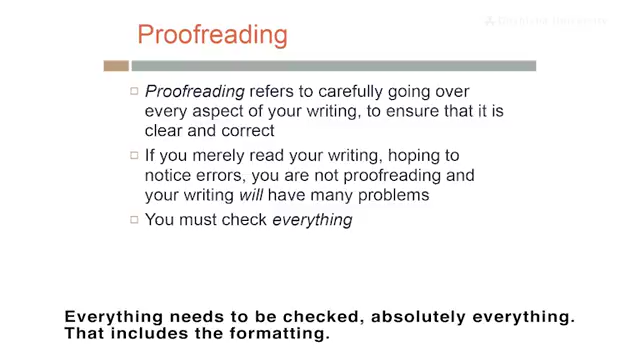 Proofreading
Proofreading refers to carefully going over
every aspect of your writing, to ensure that it is
clear and correct
If you merely read your writing, hoping to
notice errors, you are not proofreading and
your writing will have many problems
You must check everything
Everything needs to be checked, absolutely everything.
That includes the formatting.